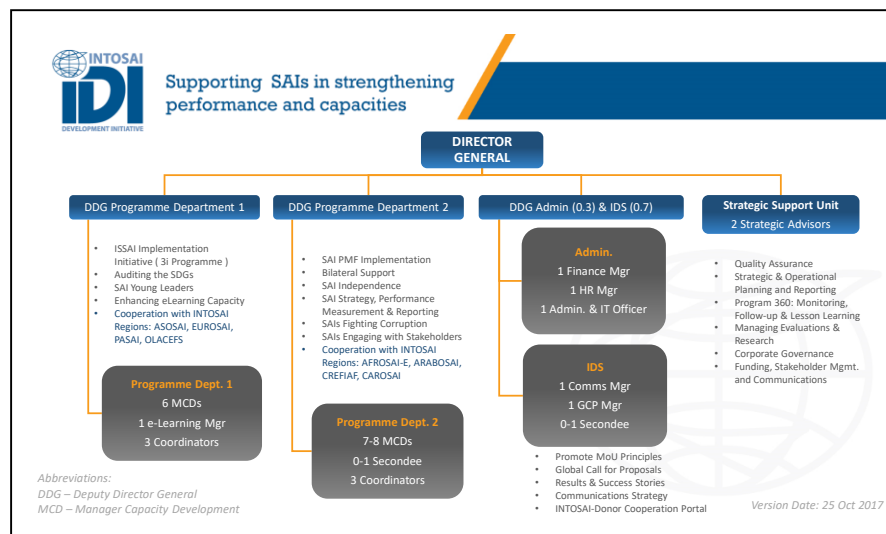 INTOSAI
IDI
DEVELOPMENT INITIATIVE
Supporting SAIs in strengthening
performance and capacities
DIRECTOR
GENERAL
DDG Programme Department 1
• ISSAI Implementation
Initiative ( 3i Programme )
• Auditing the SDGs
• SAI Young Leaders
• Enhancing eLearning Capacity
• Cooperation with INTOSAI
Regions: ASOSAI, EUROSAI,
PASAI, OLACEFS
Programme Dept. 1
6 MCDs
1 e-Learning Mgr
3 Coordinators
DDG Programme Department 2
• SAI PMF Implementation
• Bilateral Support
• SAI Independence
• SAI Strategy, Performance
Measurement & Reporting
• SAIs Fighting Corruption
• SAIs Engaging with Stakeholders
• Cooperation with INTOSAI
Regions: AFROSAI-E, ARABOSAI,
CREFIAF, CAROSAI
Programme Dept. 2
7-8 MCDs
0-1 Secondee
3 Coordinators
DDG Admin (0.3) & IDS (0.7)
Admin.
1 Finance Mgr
1 HR Mgr
1 Admin. & IT Officer
IDS
1 Comms Mgr
1 GCP Mgr
0-1 Secondee
• Promote MoU Principles
• Global Call for Proposals
• Results & Success Stories
• Communications Strategy
• INTOSAI-Donor Cooperation Portal
Strategic Support Unit
2 Strategic Advisors
• Quality Assurance
• Strategic & Operational
Planning and Reporting
• Program 360: Monitoring,
Follow-up & Lesson Learning
• Managing Evaluations &
Research
• Corporate Governance
• Funding, Stakeholder Mgmt.
and Communications
Abbreviations:
DDG – Deputy Director General
MCD – Manager Capacity Development
Version Date: 25 Oct 2017